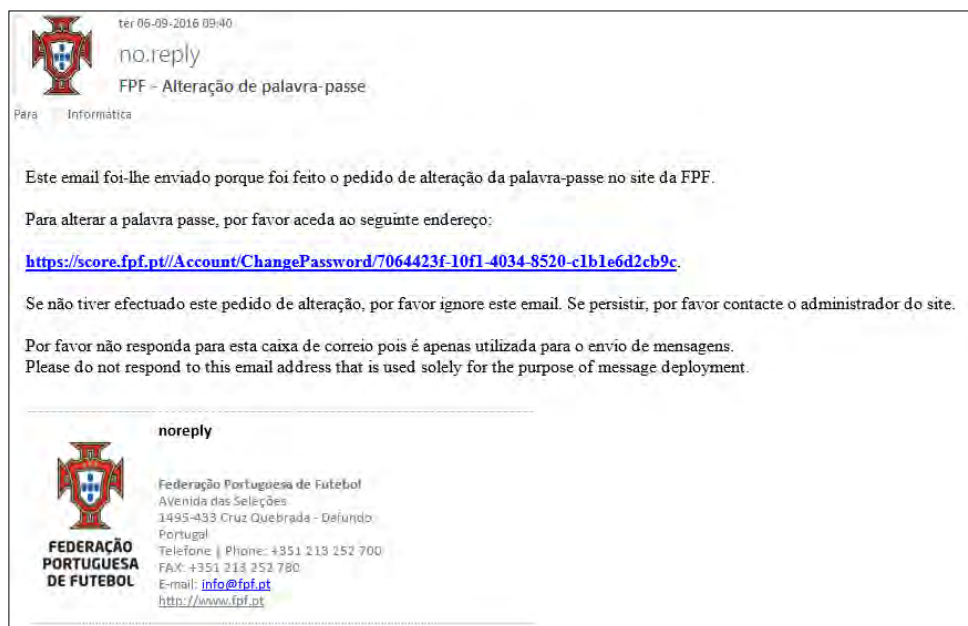 ter 06-09-2016 09:40
no.reply
FPF - Alteração de palavra-passe
Para Informática
Este email foi-lhe enviado porque foi feito o pedido de alteração da palavra-passe no site da FPF.
Para alterar a palavra passe, por favor aceda ao seguinte endereço:
https://score.fpf.pt//Account/ChangePassword/7064423f-10f1-4034-8520-c1b1e6d2cb9c.
Se não tiver efectuado este pedido de alteração, por favor ignore este email. Se persistir, por favor contacte o administrador do site.
Por favor não responda para esta caixa de correio pois é apenas utilizada para o envio de mensagens.
Please do not respond to this email address that is used solely for the purpose of message deployment.
noreply
Federação Portuguesa de Futebol
Avenida das Seleções
1495-433 Cruz Quebrada - Dafundo
Portugal
Telefone | Phone: +351 213 252 700
FAX: +351 213 252 780
E-mail: info@fpf.pt
http://www.fpf.pt
FEDERAÇÃO
PORTUGUESA
DE FUTEBOL